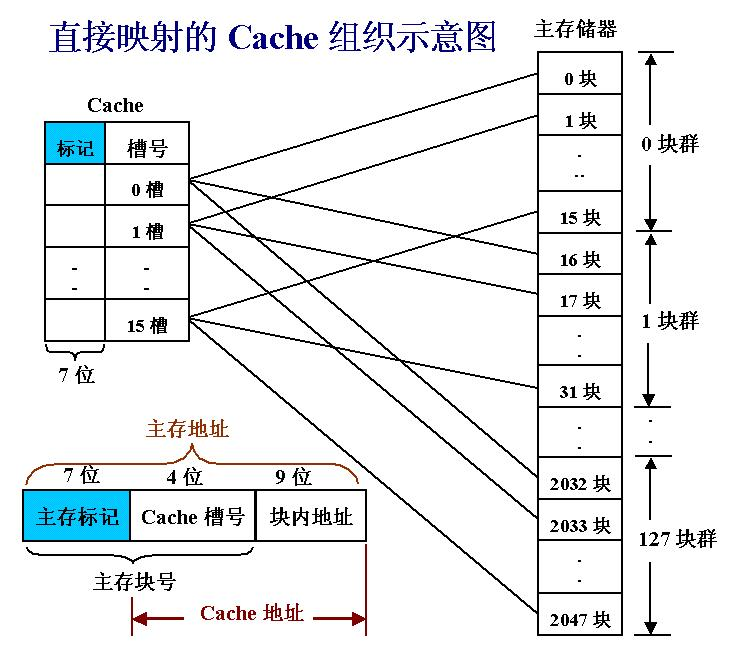 直接映射的 Cache 组织示意图
主存储器
Cache
标记
槽号
0 槽
1 槽
15 槽
7 位
0 块
1 块
15 块
16 块
17 块
31 块
2032 块
2033 块
2047 块
0 块群
1 块群
127 块群
主存地址
7 位
4 位
9 位
主存标记
Cache 槽号
块内地址
主存块号
Cache 地址